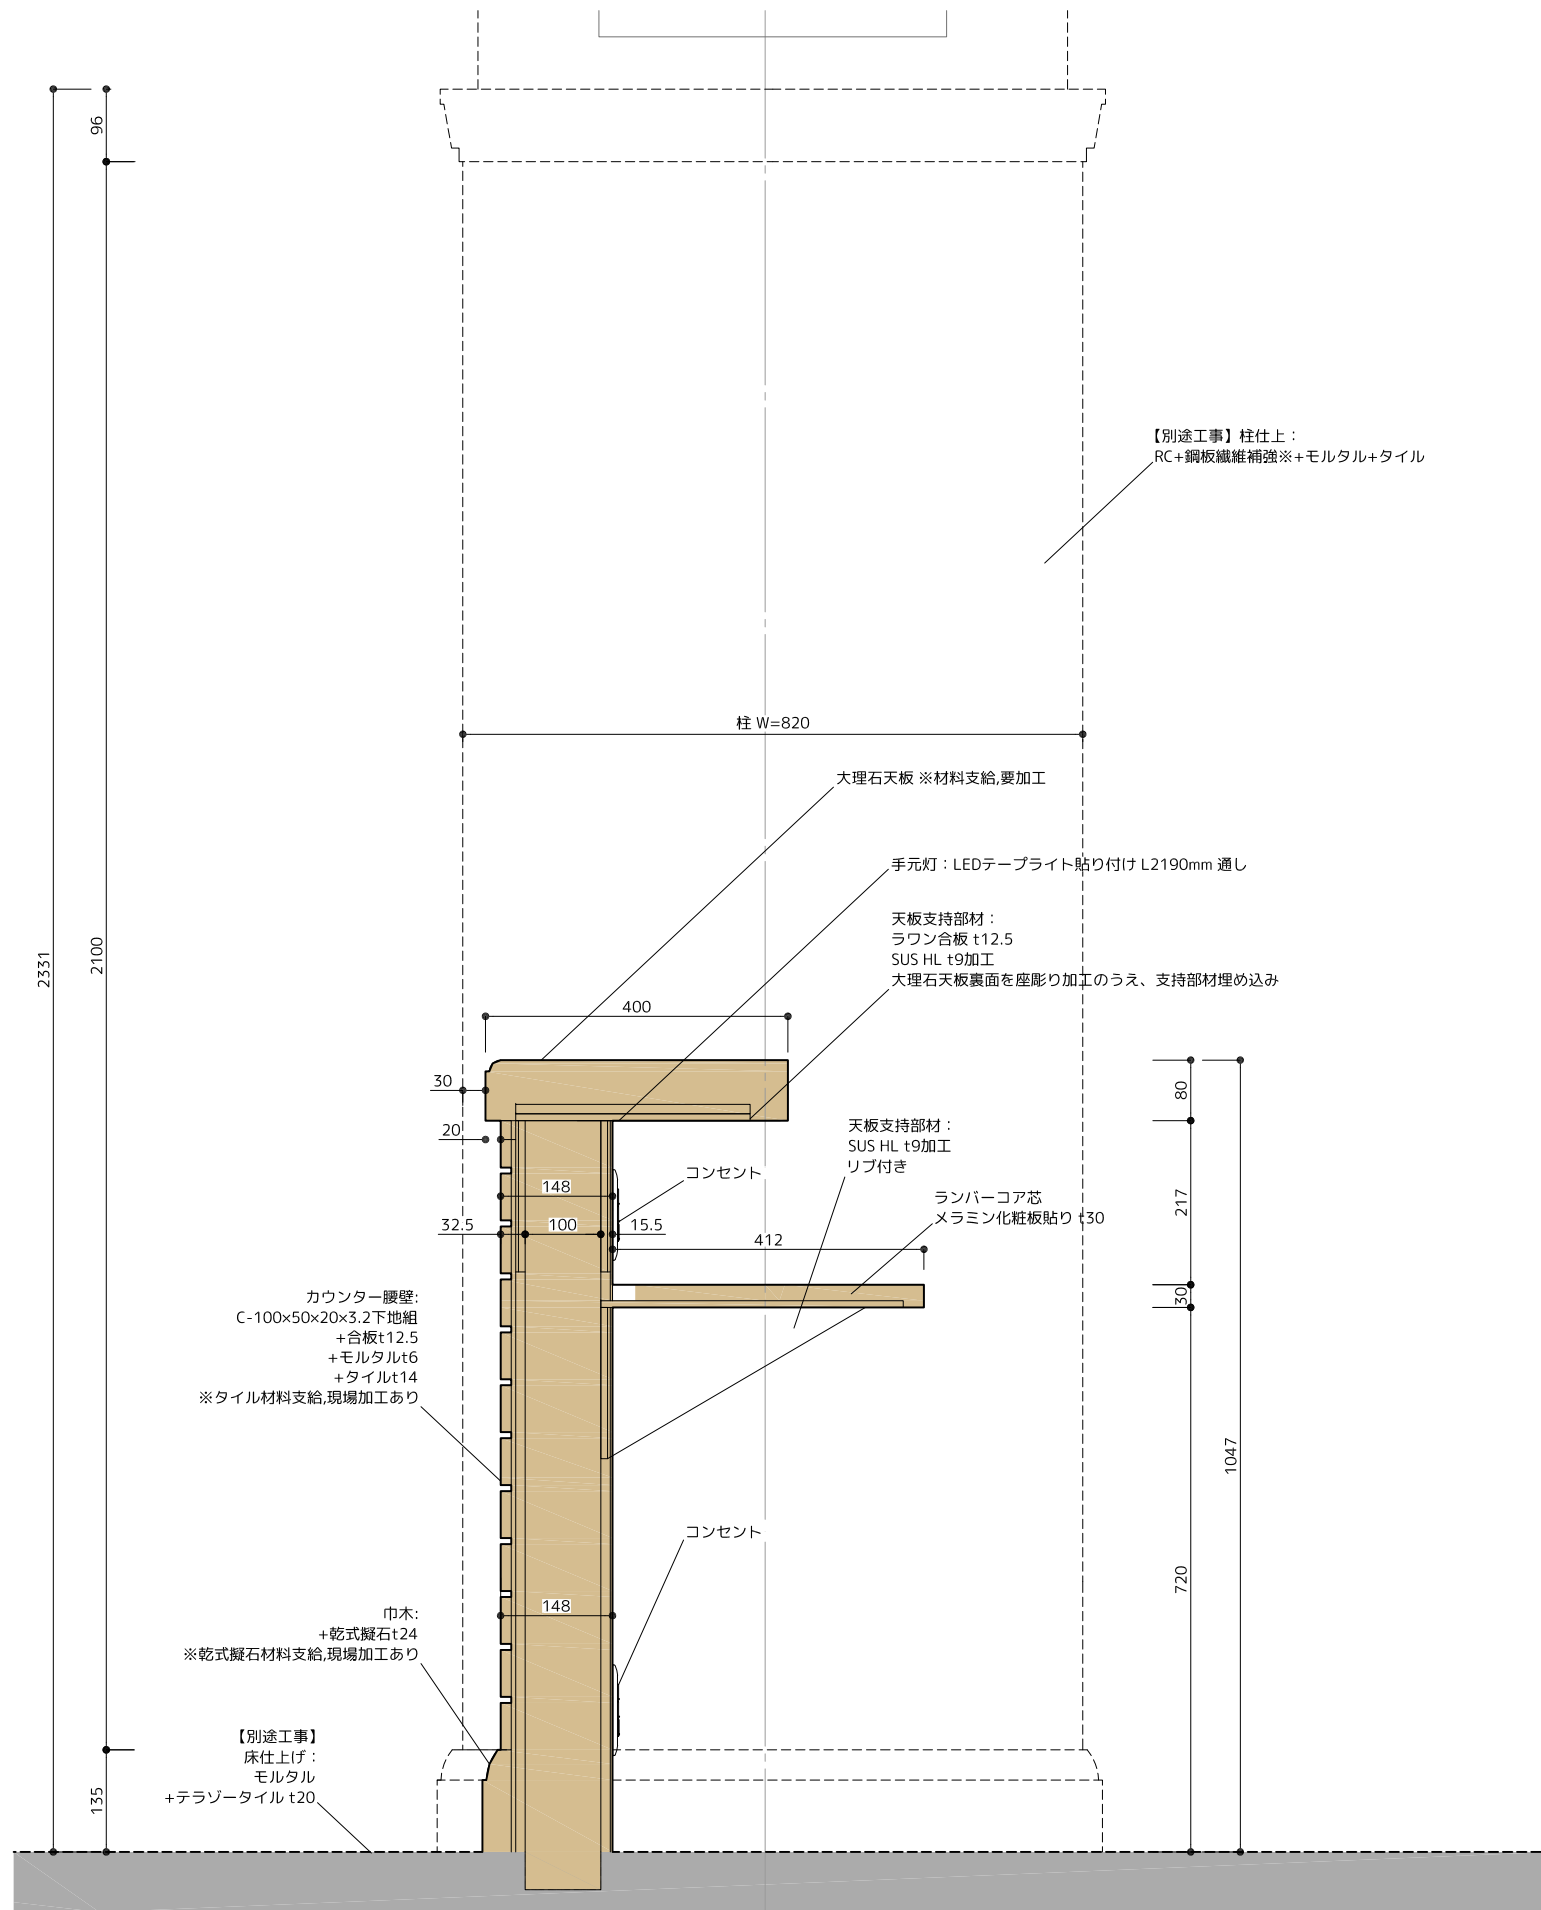 96
【別途工事】柱仕上：
RC+鋼板繊維補強※+モルタル+タイル
柱 W=820
大理石天板 ※材料支給,要加工
手元灯：LEDテープライト貼り付け L2190mm 通し
天板支持部材：
ラワン合板 t12.5
SUS HL t9加工
大理石天板裏面を座彫り加工のうえ、支持部材埋め込み
2331
2100
400
30
80
20
天板支持部材：
SUS HL t9加工
リブ付き
コンセント
148
ランバーコア芯
メラミン化粧板貼り t30
217
32.5
100
15.5
412
30
カウンター腰壁:
C-100×50×20×3.2下地組
+合板t12.5
+モルタルt6
+タイルt14
※タイル材料支給,現場加工あり
1047
コンセント
720
148
巾木:
+乾式擬石t24
※乾式擬石材料支給,現場加工あり
【別途工事】
床仕上げ：
モルタル
+テラゾータイル t20
135